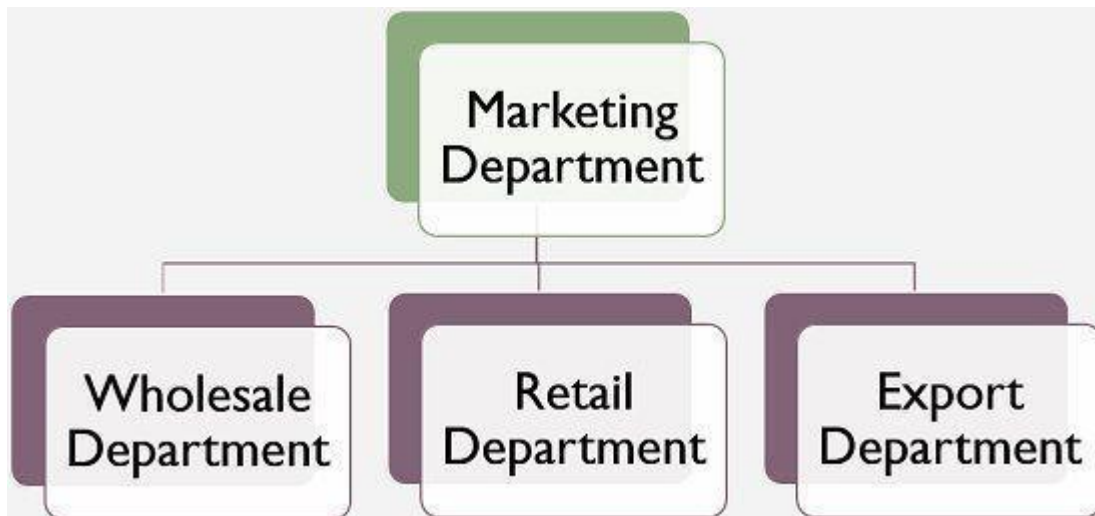 Marketing
Department
Wholesale
Department
Retail
Department
Export
Department